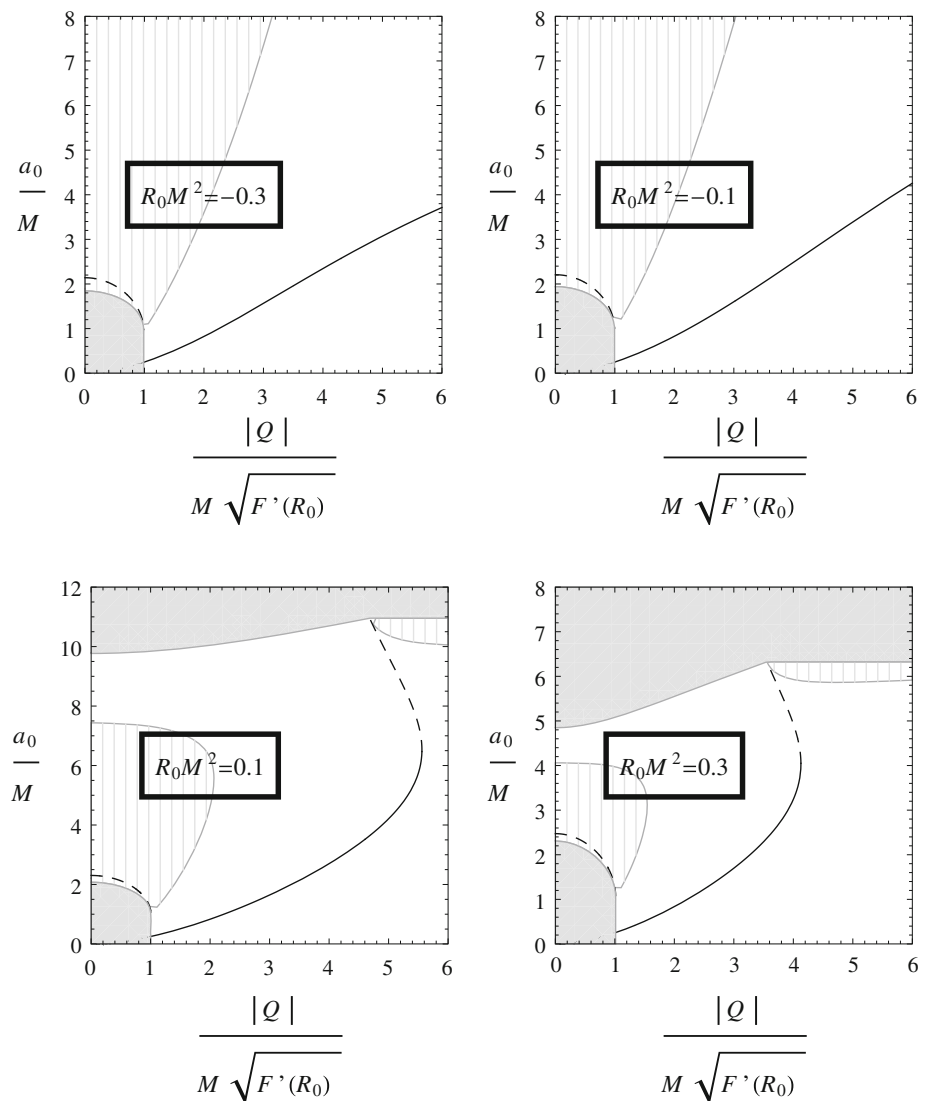 8
7
6
5
4
3
2
1
0
a₀
M
R₀M²=−0.3
0 1 2 3 4 5 6
|Q|
M √F’(R₀)
8
7
6
5
4
3
2
1
0
a₀
M
R₀M²=−0.1
0 1 2 3 4 5 6
|Q|
M √F’(R₀)
12
10
8
6
4
2
0
a₀
M
R₀M²=0.1
0 1 2 3 4 5 6
|Q|
M √F’(R₀)
8
7
6
5
4
3
2
1
0
a₀
M
R₀M²=0.3
0 1 2 3 4 5 6
|Q|
M √F’(R₀)